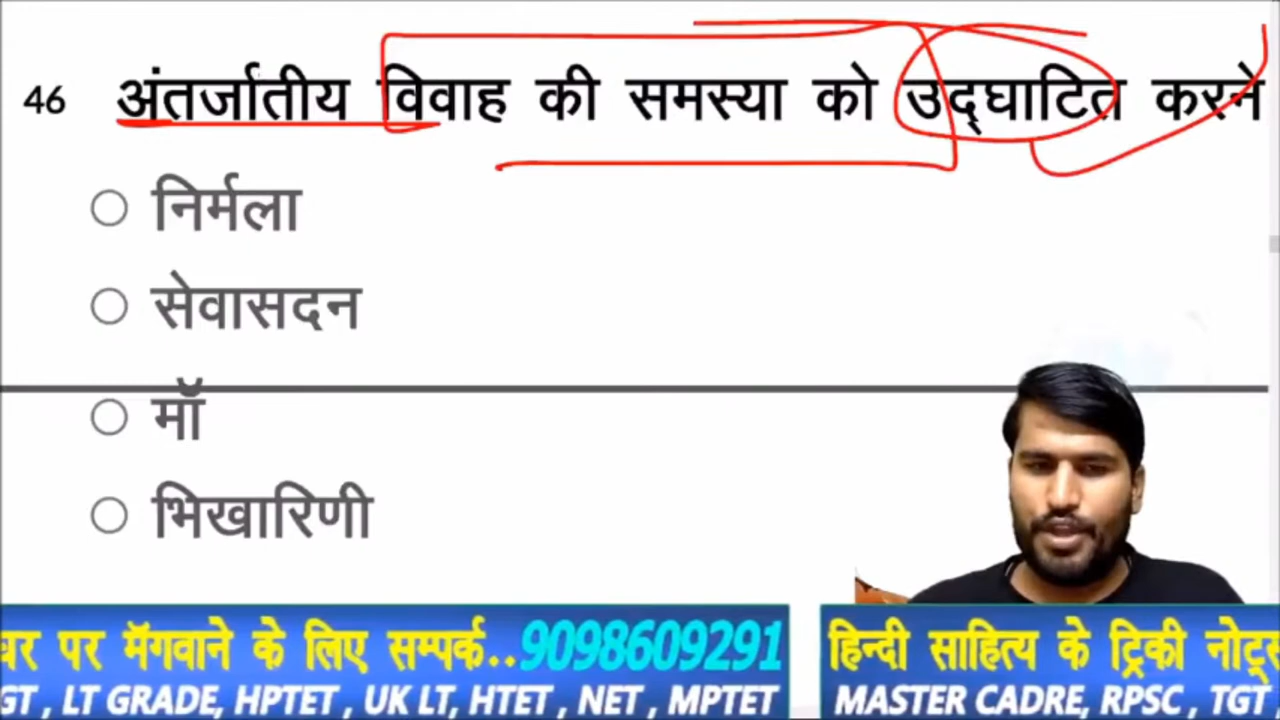 46 अंतर्जातीय विवाह की समस्या को उद्घाटित करने
निर्मला
सेवासदन
माँ
भिखारिणी
पर मॅगवाने के लिए सम्पर्क..9098609291
हिन्दी साहित्य के ट्रिकी नोट्स
GT , LT GRADE, HPTET , UK LT, HTET , NET , MPTET
MASTER CADRE, RPSC , TGT ,